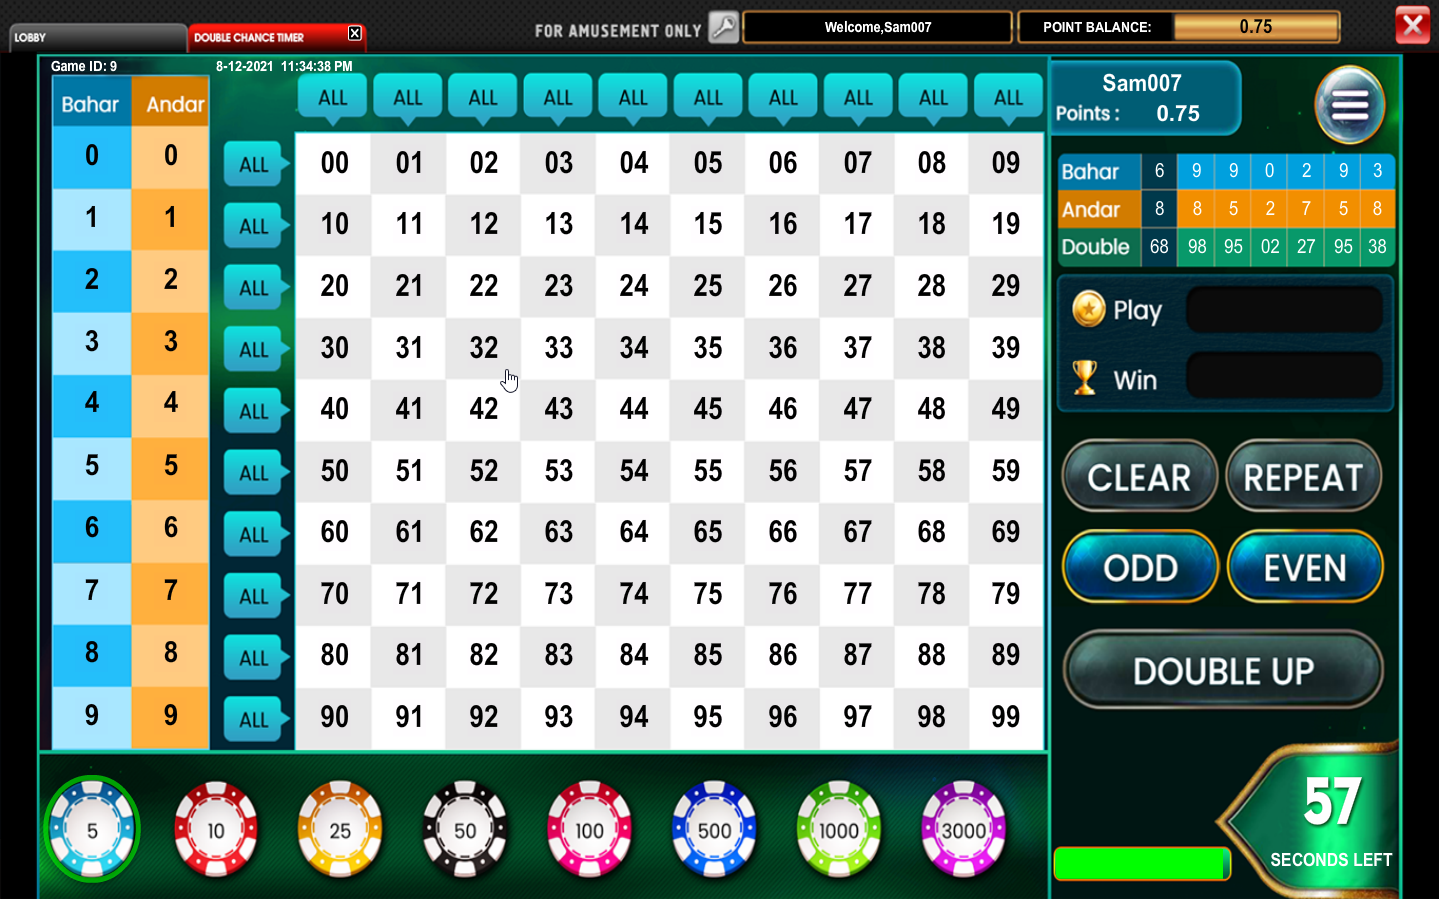 FOR AMUSEMENT ONLY
Welcome,Sam007
POINT BALANCE:
0.75
LOBBY
DOUBLE CHANCE TIMER
Game ID: 9
8-12-2021 11:34:38 PM
Bahar Andar
ALL ALL ALL ALL ALL ALL ALL ALL ALL ALL
0 0 ALL 00 01 02 03 04 05 06 07 08 09
1 1 ALL 10 11 12 13 14 15 16 17 18 19
2 2 ALL 20 21 22 23 24 25 26 27 28 29
3 3 ALL 30 31 32 33 34 35 36 37 38 39
4 4 ALL 40 41 42 43 44 45 46 47 48 49
5 5 ALL 50 51 52 53 54 55 56 57 58 59
6 6 ALL 60 61 62 63 64 65 66 67 68 69
7 7 ALL 70 71 72 73 74 75 76 77 78 79
8 8 ALL 80 81 82 83 84 85 86 87 88 89
9 9 ALL 90 91 92 93 94 95 96 97 98 99
5 10 25 50 100 500 1000 3000
Sam007
Points : 0.75
Bahar 6 9 9 0 2 9 3
Andar 8 8 5 2 7 5 8
Double 68 98 95 02 27 95 38
Play
Win
CLEAR REPEAT
ODD EVEN
DOUBLE UP
57
SECONDS LEFT